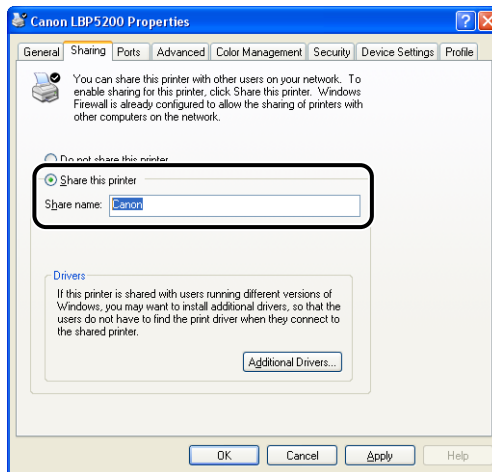 Canon LBP5200 Properties
General Sharing Ports Advanced Color Management Security Device Settings Profile
You can share this printer with other users on your network. To
enable sharing for this printer, click Share this printer. Windows
Firewall is already configured to allow the sharing of printers with
other computers on the network.
Do not share this printer
Share this printer
Share name: Canon
Drivers
If this printer is shared with users running different versions of
Windows, you may want to install additional drivers, so that the
users do not have to find the print driver when they connect to
the shared printer.
Additional Drivers...
OK Cancel Apply Help